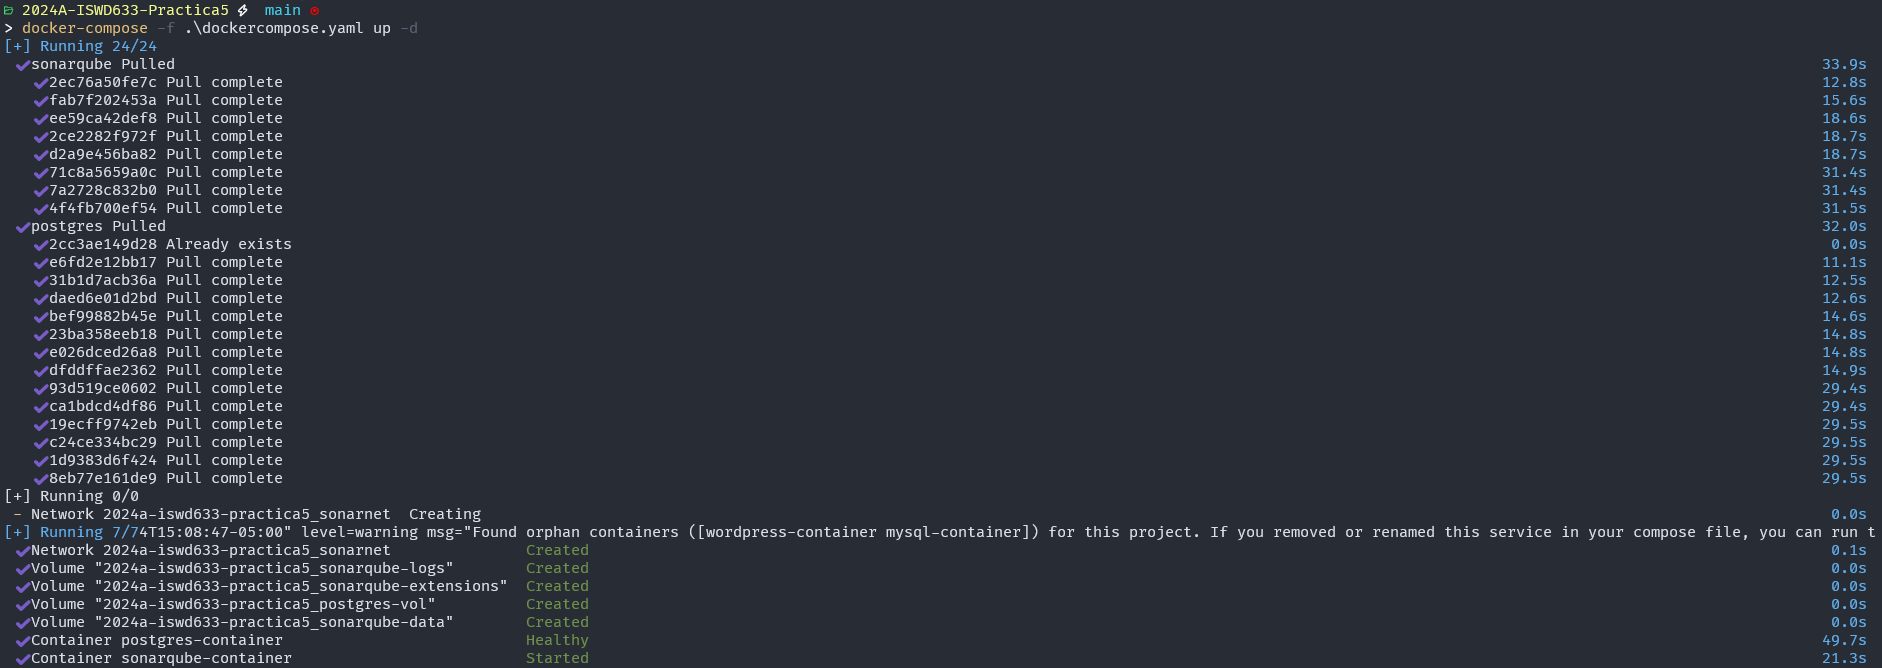 2024A-ISWD633-Practica5 main
> docker-compose -f .\dockercompose.yaml up -d
[+] Running 24/24
sonarqube Pulled 33.9s
2ec76a50fe7c Pull complete 12.8s
fab7f202453a Pull complete 15.6s
ee59ca42def8 Pull complete 18.6s
2ce2282f972f Pull complete 18.7s
d2a9e456ba82 Pull complete 18.7s
71c8a5659a0c Pull complete 31.4s
7a2728c832b0 Pull complete 31.4s
4f4fb700ef54 Pull complete 31.5s
postgres Pulled 32.0s
2cc3ae149d28 Already exists 0.0s
e6fd2e12bb17 Pull complete 11.1s
31b1d7acb36a Pull complete 12.5s
daed6e01d2bd Pull complete 12.6s
bef99882b45e Pull complete 14.6s
23ba358eeb18 Pull complete 14.8s
e026dced26a8 Pull complete 14.8s
dfddffae2362 Pull complete 14.9s
93d519ce0602 Pull complete 29.4s
ca1bdcd4df86 Pull complete 29.4s
19ecff9742eb Pull complete 29.5s
c24ce334bc29 Pull complete 29.5s
1d9383d6f424 Pull complete 29.5s
8eb77e161de9 Pull complete 29.5s
[+] Running 0/0
- Network 2024a-iswd633-practica5_sonarnet Creating 0.0s
[+] Running 7/74T15:08:47-05:00" level=warning msg="Found orphan containers ([wordpress-container mysql-container]) for this project. If you removed or renamed this service in your compose file, you can run t
Network 2024a-iswd633-practica5_sonarnet Created 0.1s
Volume "2024a-iswd633-practica5_sonarqube-logs" Created 0.0s
Volume "2024a-iswd633-practica5_sonarqube-extensions" Created 0.0s
Volume "2024a-iswd633-practica5_postgres-vol" Created 0.0s
Volume "2024a-iswd633-practica5_sonarqube-data" Created 0.0s
Container postgres-container Healthy 49.7s
Container sonarqube-container Started 21.3s